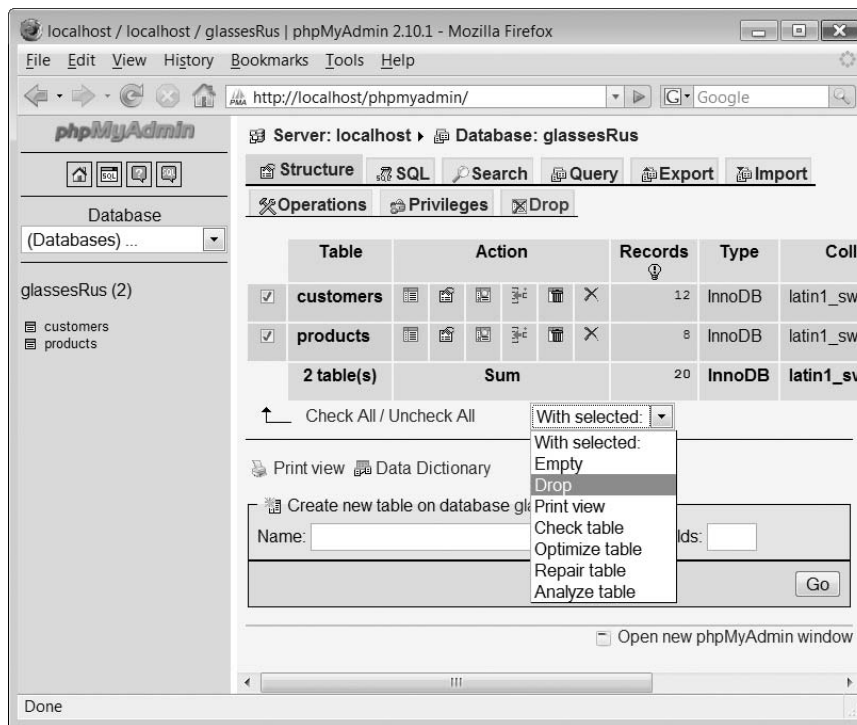 localhost / localhost / glassesRus | phpMyAdmin 2.10.1 - Mozilla Firefox
File Edit View History Bookmarks Tools Help
http://localhost/phpmyadmin/ G Google
phpMyAdmin
SQL
Database
(Databases) ...
glassesRus (2)
customers
products
Server: localhost Database: glassesRus
Structure SQL Search Query Export Import
Operations Privileges Drop
Table Action Records Type Coll
customers 12 InnoDB latin1_sw
products 8 InnoDB latin1_sw
2 table(s) Sum 20 InnoDB latin1_sw
Check All / Uncheck All With selected:
With selected:
Empty
Drop
Print view
Check table
Optimize table
Repair table
Analyze table
Print view Data Dictionary
Create new table on database gl
Name: lds:
Go
Open new phpMyAdmin window
Done